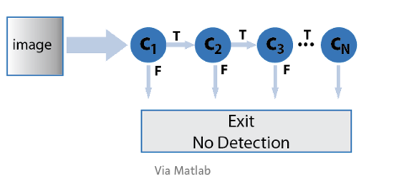 image
C1 T C2 T C3 T ... CN
F F F
Exit
No Detection
Via Matlab